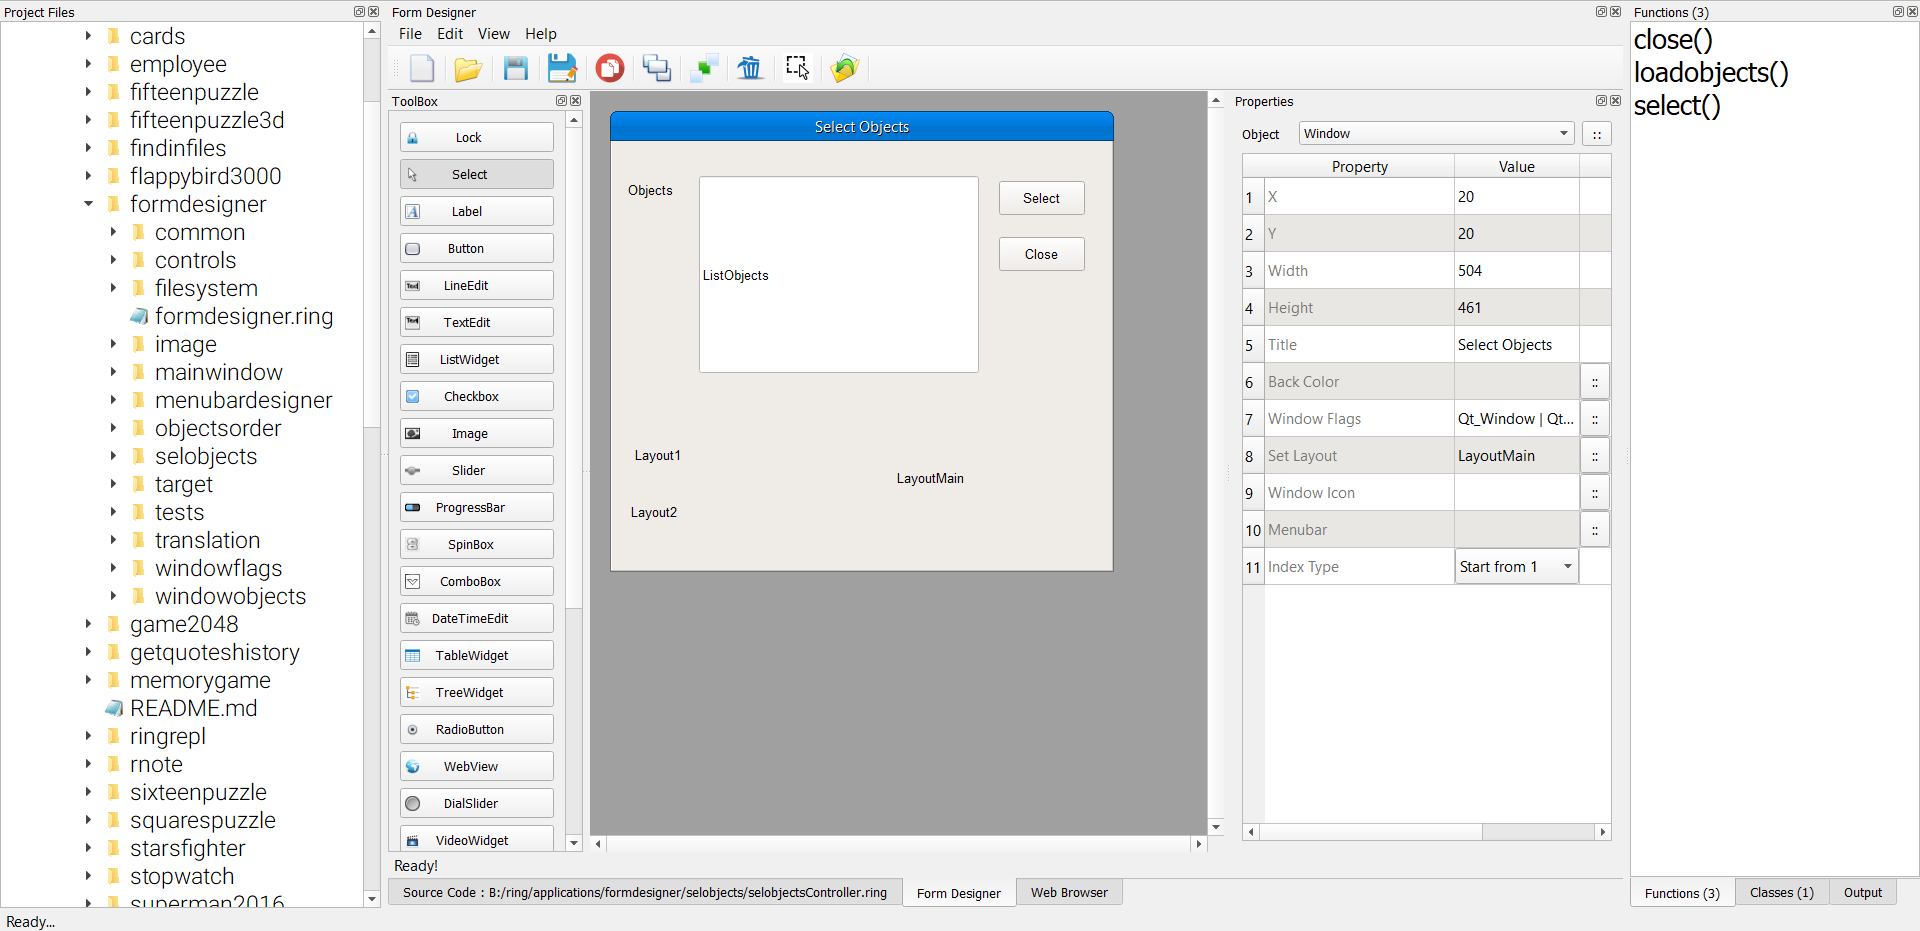 Project Files
cards
employee
fifteenpuzzle
fifteenpuzzle3d
findinfiles
flappybird3000
formdesigner
common
controls
filesystem
formdesigner.ring
image
mainwindow
menubardesigner
objectsorder
selobjects
target
tests
translation
windowflags
windowobjects
game2048
getquoteshistory
memorygame
README.md
ringrepl
rnote
sixteenpuzzle
squarespuzzle
starsfighter
stopwatch
superman2016
Form Designer
File Edit View Help
ToolBox
Lock
Select
Label
Button
LineEdit
TextEdit
ListWidget
Checkbox
Image
Slider
ProgressBar
SpinBox
ComboBox
DateTimeEdit
TableWidget
TreeWidget
RadioButton
WebView
DialSlider
VideoWidget
Select Objects
Objects
ListObjects
Select
Close
Layout1
LayoutMain
Layout2
Properties
Object Window ::
Property Value
1 X 20
2 Y 20
3 Width 504
4 Height 461
5 Title Select Objects
6 Back Color ::
7 Window Flags Qt_Window | Qt... ::
8 Set Layout LayoutMain ::
9 Window Icon ::
10 Menubar ::
11 Index Type Start from 1
Ready!
Source Code : B:/ring/applications/formdesigner/selobjects/selobjectsController.ring Form Designer Web Browser
Functions (3)
close()
loadobjects()
select()
Functions (3) Classes (1) Output
Ready...